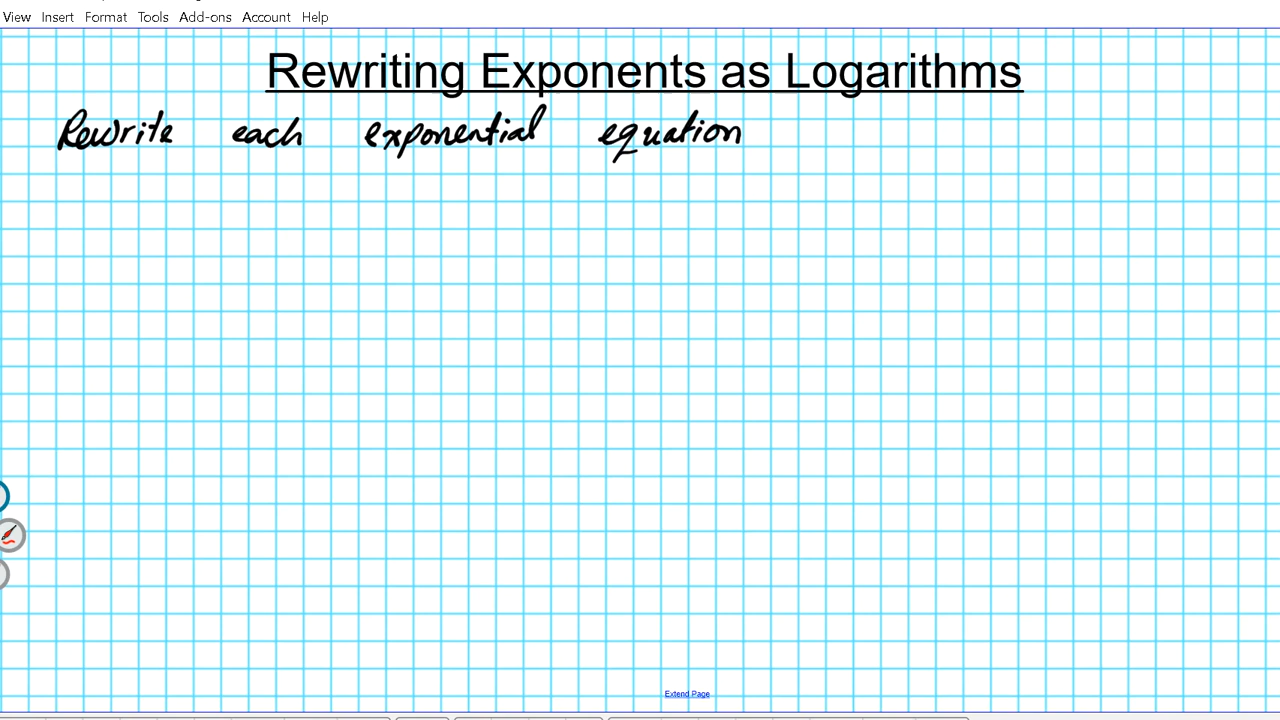 View Insert Format Tools Add-ons Account Help
Rewriting Exponents as Logarithms
Rewrite each exponential equation
Extend Page